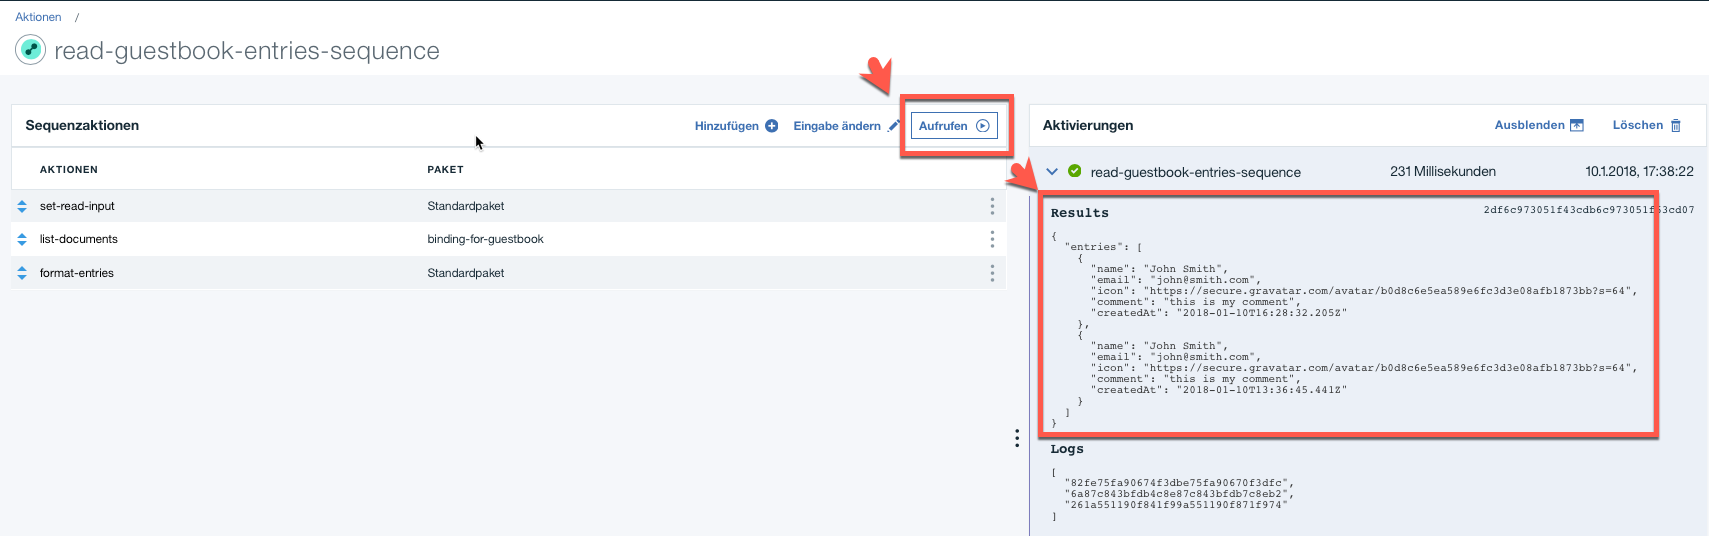 Aktionen /
read-guestbook-entries-sequence
Sequenzaktionen
Hinzufügen
Eingabe ändern
Aufrufen
AKTIONEN PAKET
set-read-input Standardpaket
list-documents binding-for-guestbook
format-entries Standardpaket
Aktivierungen
Ausblenden
Löschen
read-guestbook-entries-sequence 231 Millisekunden 10.1.2018, 17:38:22
Results
{
"entries": [
{
"name": "John Smith",
"email": "john@smith.com",
"icon": "https://secure.gravatar.com/avatar/b0d8c6e5ea589e6fc3d3e08afb1873bb?s=64",
"comment": "this is my comment",
"createdAt": "2018-01-10T16:28:32.205Z"
},
{
"name": "John Smith",
"email": "john@smith.com",
"icon": "https://secure.gravatar.com/avatar/b0d8c6e5ea589e6fc3d3e08afb1873bb?s=64",
"comment": "this is my comment",
"createdAt": "2018-01-10T13:36:45.441Z"
}
]
}
Logs
[
"82fe75fa90674f3dbe75fa90670f3dfc",
"6a87c843bfdb4c8e87c843bfdb7c8eb2",
"261a551190f841f99a551190f871f974"
]